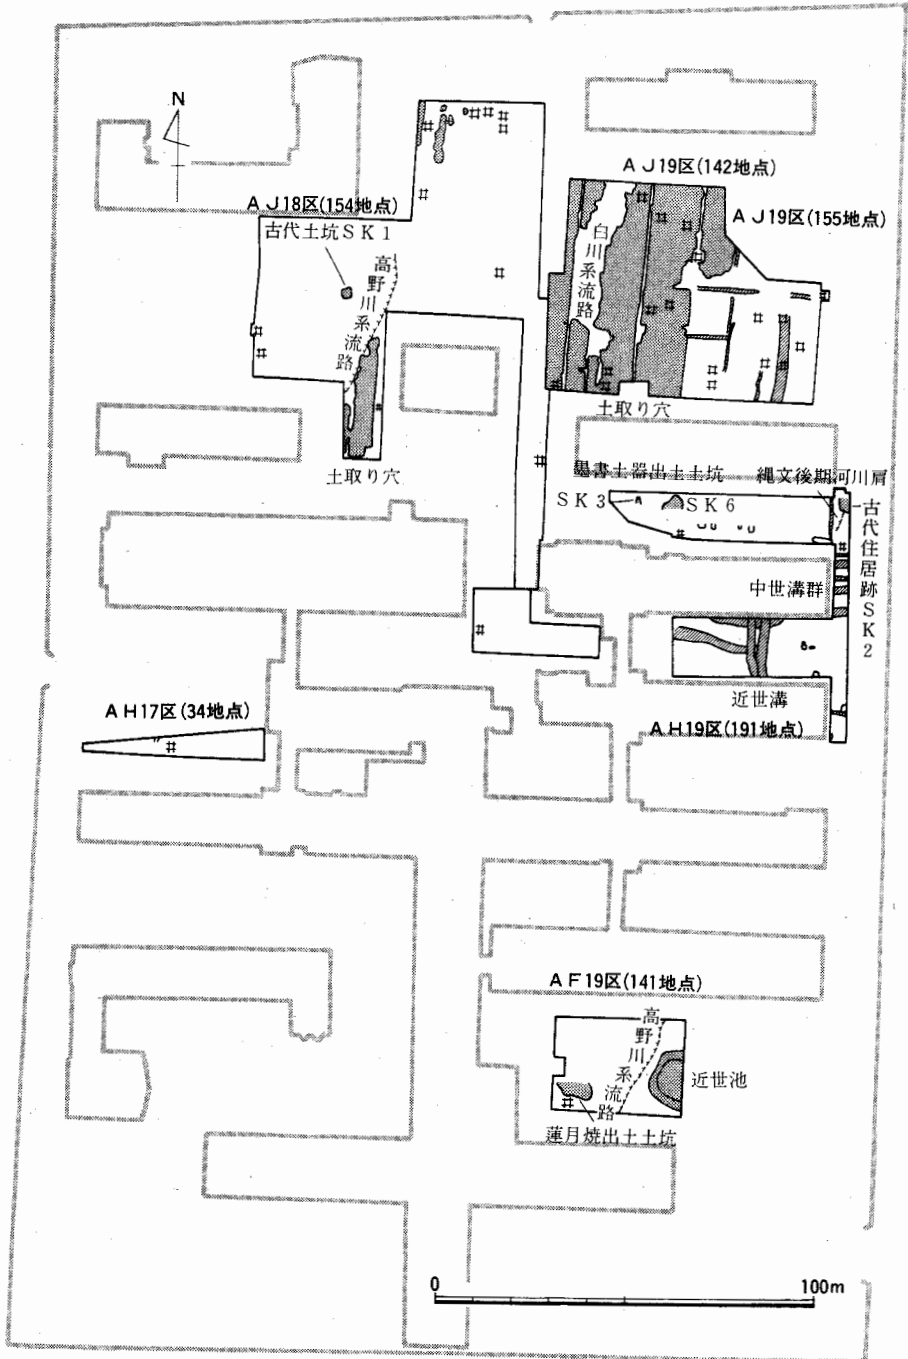 N
AJ19区(142地点)
AJ18区(154地点)
AJ19区(155地点)
古代土坑SK1
高野川系流路
白川系流路
土取り穴
土取り穴
墨書土器出土土坑
縄文後期河川肩
SK3
SK6
古代住居跡SK2
中世溝群
近世溝
AH17区(34地点)
AH19区(191地点)
AF19区(141地点)
高野川系流路
近世池
蓮月焼出土土坑
0
100m